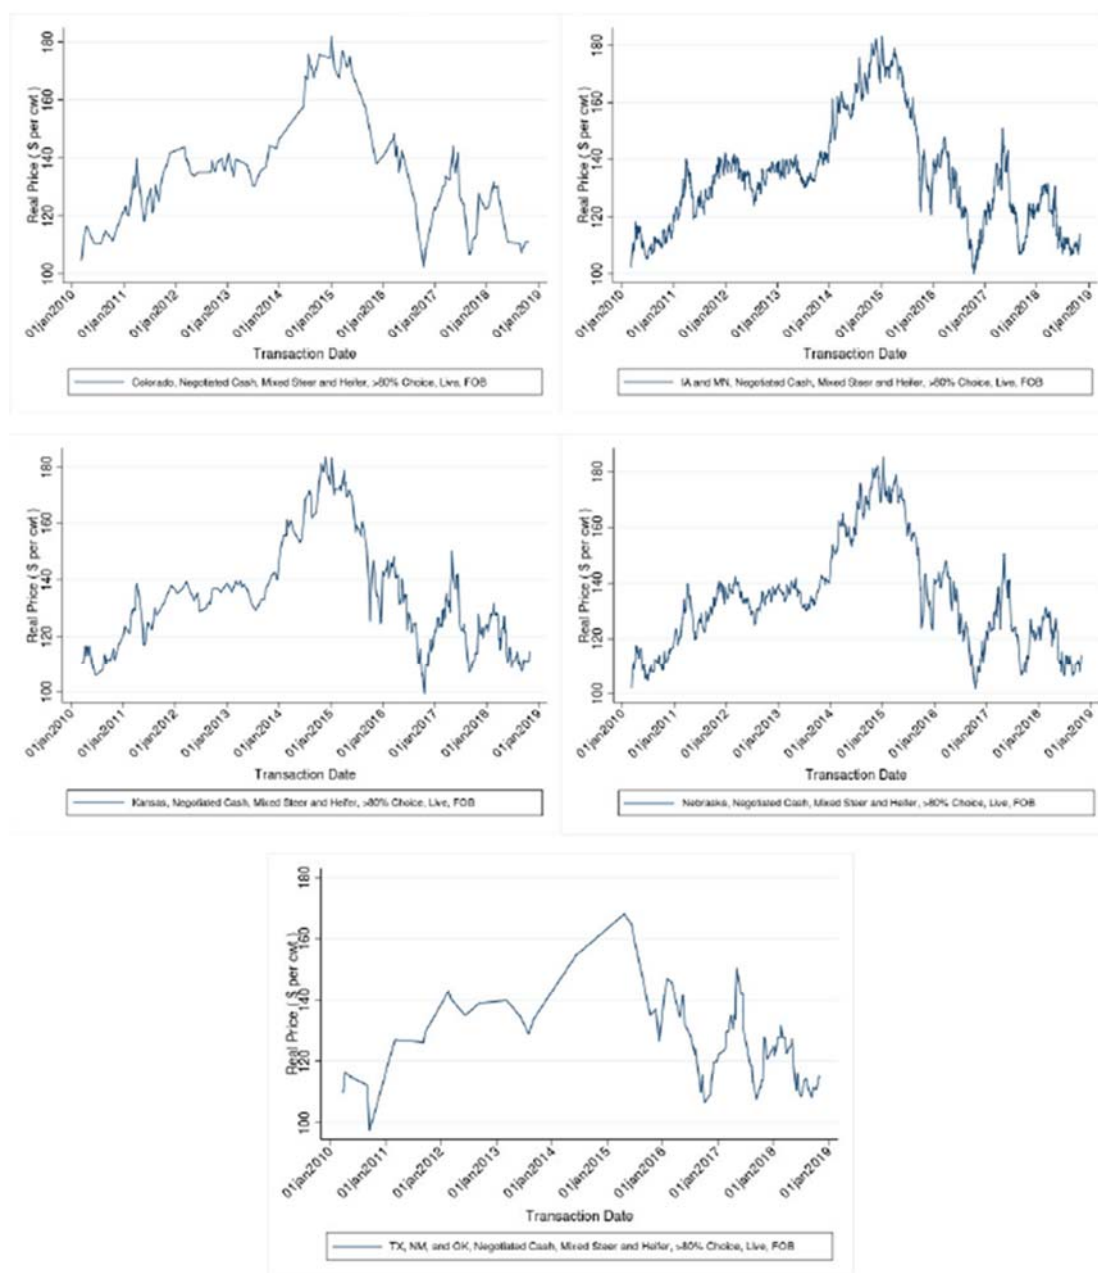 Real Price ( $ per cwt )
180
160
140
120
100
01jan2010
01jan2011
01jan2012
01jan2013
01jan2014
01jan2015
01jan2016
01jan2017
01jan2018
01jan2019
Transaction Date
Colorado, Negotiated Cash, Mixed Steer and Heifer, >80% Choice, Live, FOB
Real Price ( $ per cwt )
180
160
140
120
100
01jan2010
01jan2011
01jan2012
01jan2013
01jan2014
01jan2015
01jan2016
01jan2017
01jan2018
01jan2019
Transaction Date
IA and MN, Negotiated Cash, Mixed Steer and Heifer, >80% Choice, Live, FOB
Real Price ( $ per cwt )
180
160
140
120
100
01jan2010
01jan2011
01jan2012
01jan2013
01jan2014
01jan2015
01jan2016
01jan2017
01jan2018
01jan2019
Transaction Date
Kansas, Negotiated Cash, Mixed Steer and Heifer, >80% Choice, Live, FOB
Real Price ( $ per cwt )
180
160
140
120
100
01jan2010
01jan2011
01jan2012
01jan2013
01jan2014
01jan2015
01jan2016
01jan2017
01jan2018
01jan2019
Transaction Date
Nebraska, Negotiated Cash, Mixed Steer and Heifer, >80% Choice, Live, FOB
Real Price ( $ per cwt )
180
160
140
120
100
01jan2010
01jan2011
01jan2012
01jan2013
01jan2014
01jan2015
01jan2016
01jan2017
01jan2018
01jan2019
Transaction Date
TX, NM, and OK, Negotiated Cash, Mixed Steer and Heifer, >80% Choice, Live, FOB